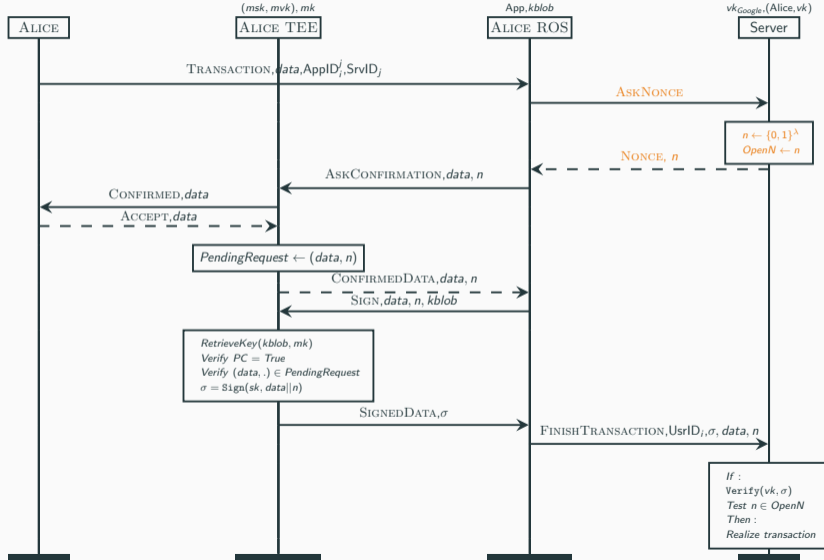 (msk, mvk), mk
App,kblob
vk_Google,(Alice,vk)
ALICE
ALICE TEE
ALICE ROS
Server
TRANSACTION,data,AppID_i^j,SrvID_j
ASKNONCE
n ← {0, 1}^λ
OpenN ← n
NONCE, n
ASKCONFIRMATION,data, n
CONFIRMED,data
ACCEPT,data
PendingRequest ← (data, n)
CONFIRMEDDATA,data, n
SIGN,data, n, kblob
RetrieveKey(kblob, mk)
Verify PC = True
Verify (data, .) ∈ PendingRequest
σ = Sign(sk, data||n)
SIGNEDDATA,σ
FINISHTRANSACTION,UsrID_i,σ, data, n
If :
Verify(vk, σ)
Test n ∈ OpenN
Then :
Realize transaction